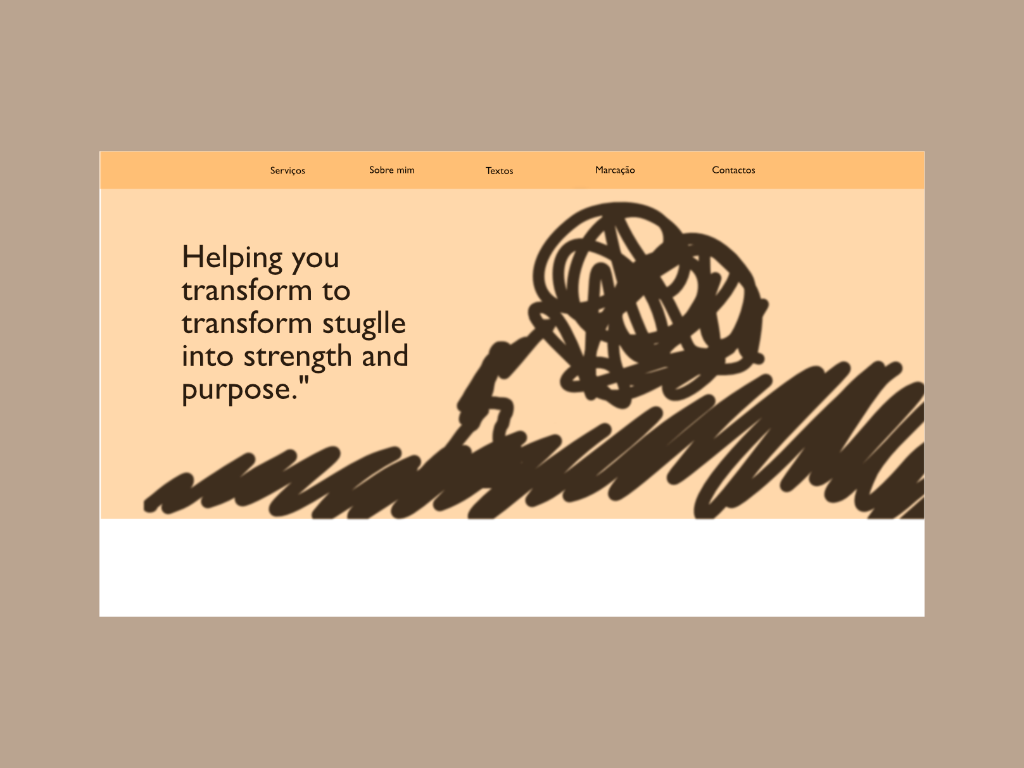 Serviços Sobre mim Textos Marcação Contactos
Helping you
transform to
transform stuglle
into strength and
purpose."